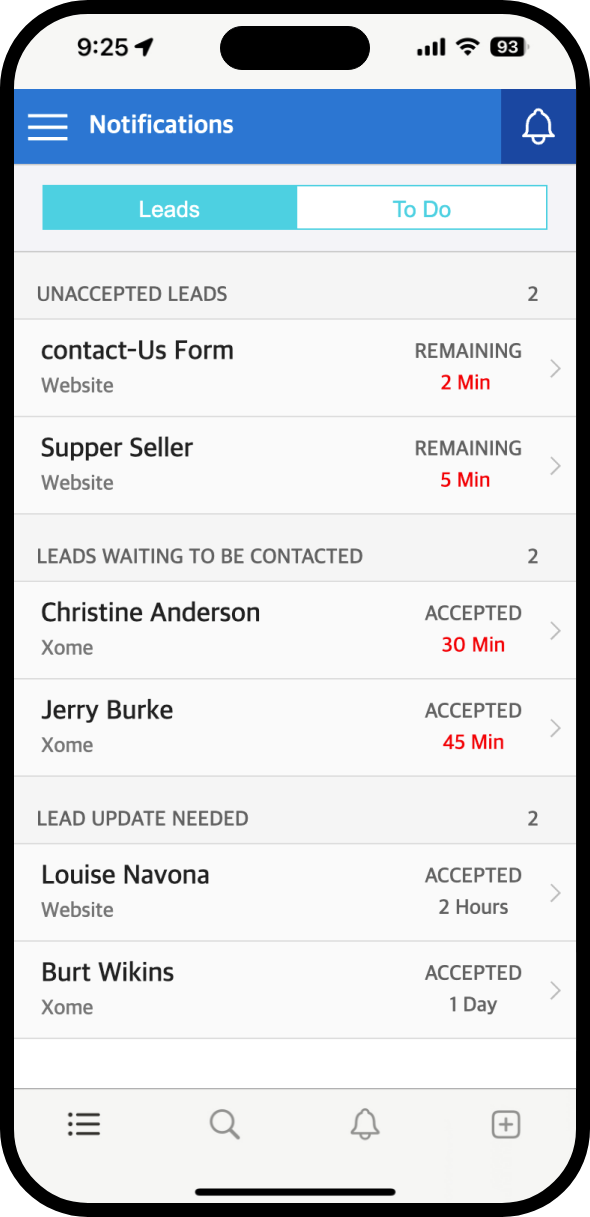 9:25
93
Notifications
Leads
To Do
UNACCEPTED LEADS 2
contact-Us Form REMAINING
Website 2 Min
Supper Seller REMAINING
Website 5 Min
LEADS WAITING TO BE CONTACTED 2
Christine Anderson ACCEPTED
Xome 30 Min
Jerry Burke ACCEPTED
Xome 45 Min
LEAD UPDATE NEEDED 2
Louise Navona ACCEPTED
Website 2 Hours
Burt Wikins ACCEPTED
Xome 1 Day